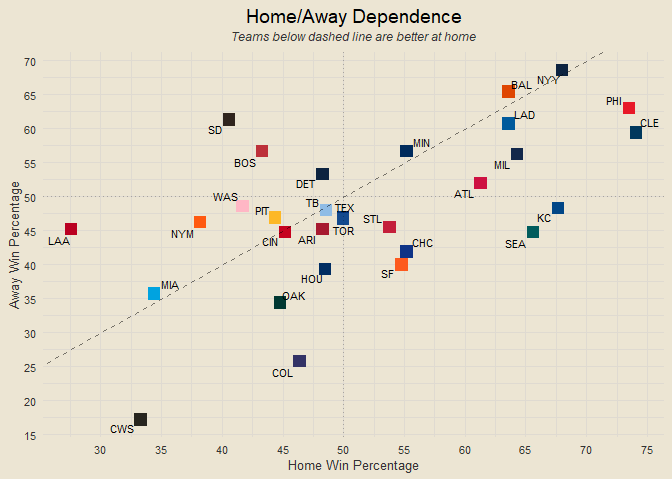 Home/Away Dependence
Teams below dashed line are better at home
Away Win Percentage
70
65
60
55
50
45
40
35
30
25
20
15
NYY
BAL
PHI
LAD
CLE
SD
MIN
BOS
MIL
DET
ATL
WAS
TB
TEX
KC
PIT
STL
LAA
NYM
CIN
ARI
TOR
SEA
CHC
SF
HOU
MIA
OAK
COL
CWS
30
35
40
45
50
55
60
65
70
75
Home Win Percentage